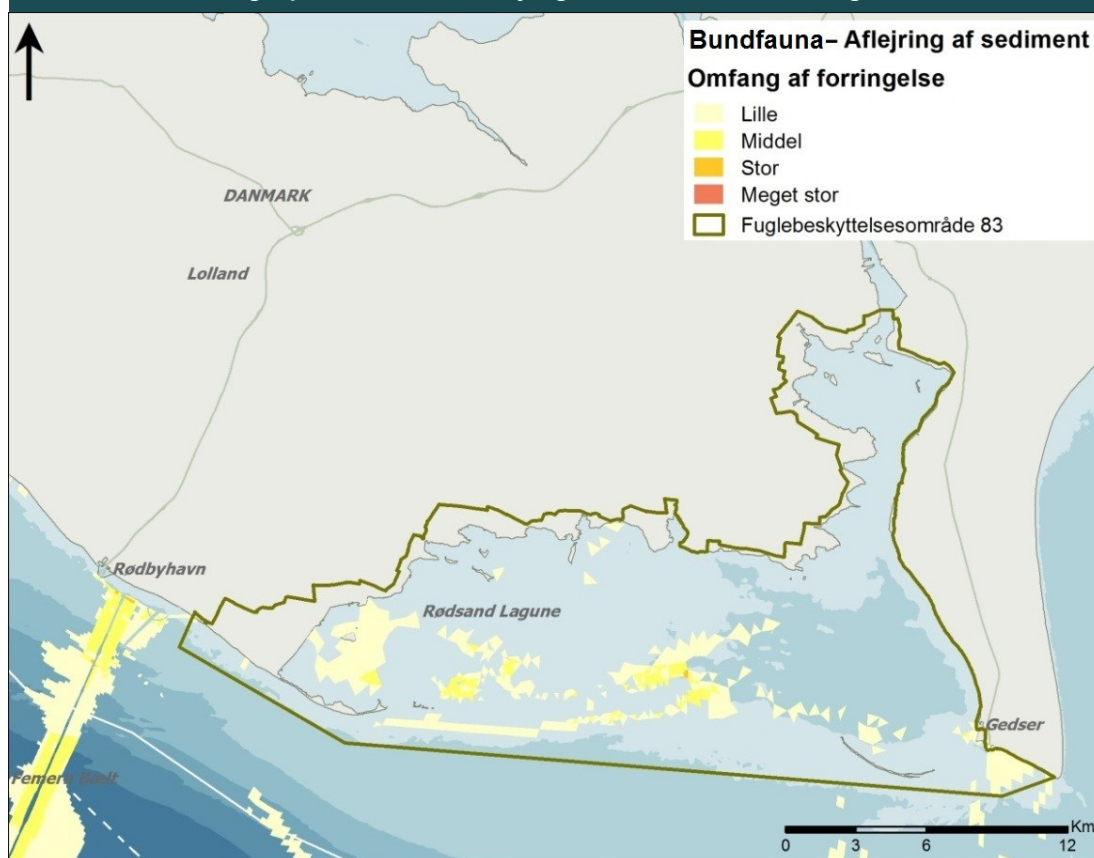 Bundfauna– Aflejring af sediment
Omfang af forringelse
Lille
Middel
Stor
Meget stor
Fuglebeskyttelsesområde 83
DANMARK
Lolland
Rødbyhavn
Rødsand Lagune
Gedser
Femern Bælt
Km
0 3 6 12